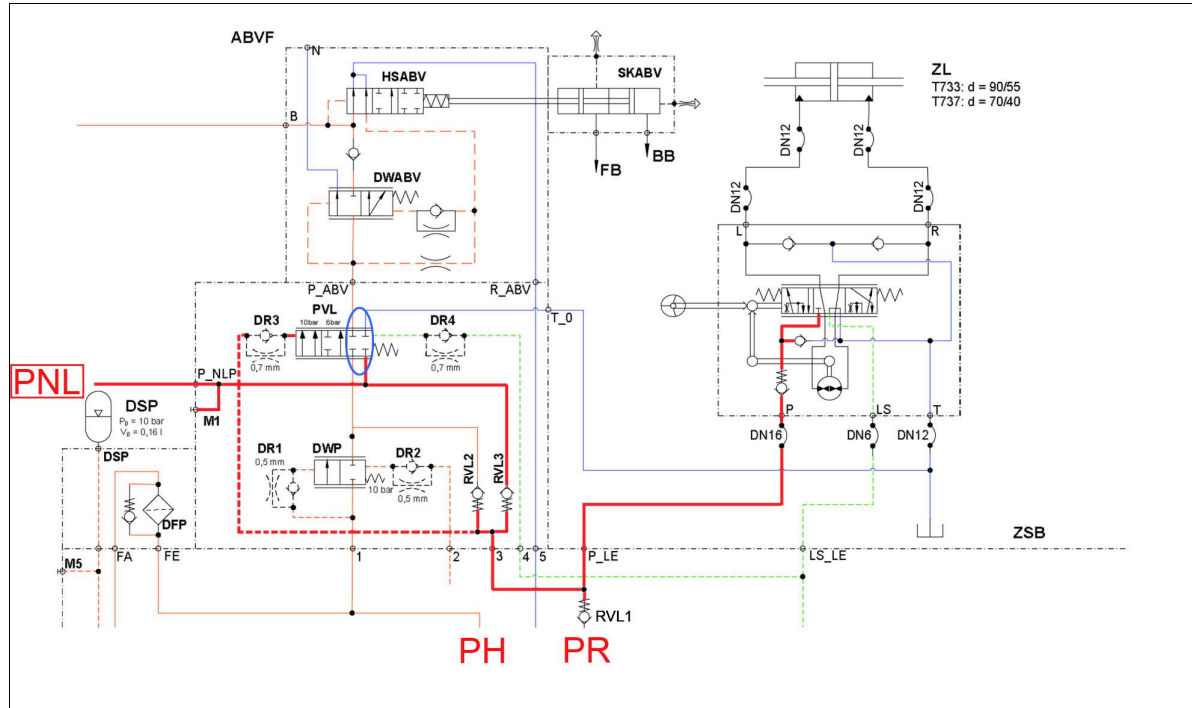 ABVF
N
HSABV
SKABV
ZL
T733: d = 90/55
T737: d = 70/40
B
DN12
DN12
FB
BB
DWABV
DN12
DN12
L
R
P_ABV
R_ABV
T_0
PVL
10bar
6bar
DR3
DR4
0,7 mm
0,7 mm
PNL
P_NLP
M1
DSP
P₀ = 10 bar
V₀ = 0,16 l
P
LS
T
DN16
DN6
DN12
DSP
DR1
0,5 mm
DWP
DR2
10 bar
0,5 mm
RVL2
RVL3
DFP
ZSB
M5
FA
FE
1
2
3
4
5
P_LE
LS_LE
RVL1
PH
PR